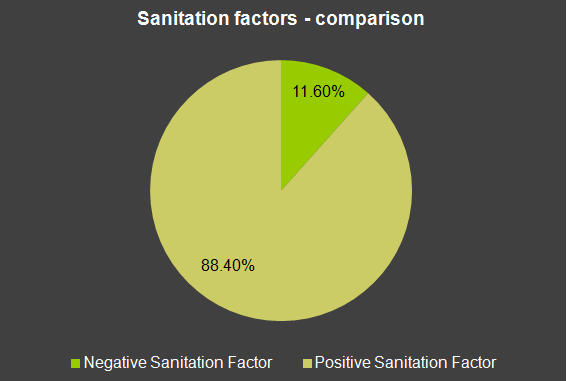 Sanitation factors - comparison
11.60%
88.40%
Negative Sanitation Factor
Positive Sanitation Factor